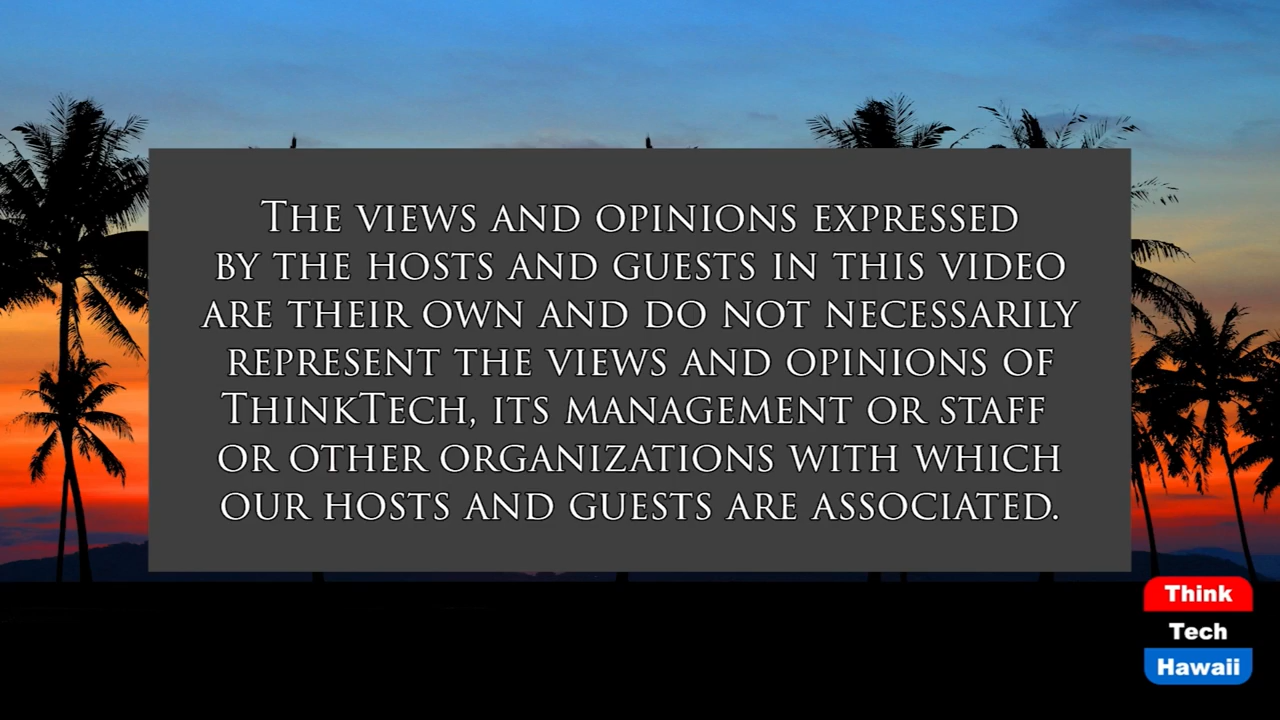 The views and opinions expressed
by the hosts and guests in this video
are their own and do not necessarily
represent the views and opinions of
ThinkTech, its management or staff
or other organizations with which
our hosts and guests are associated.
Think
Tech
Hawaii